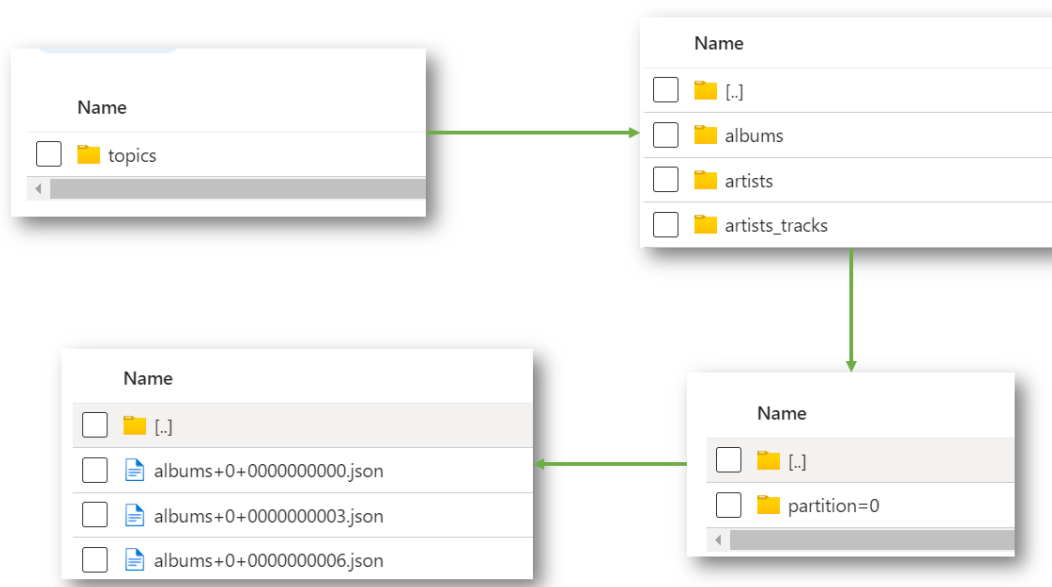 Name
topics
Name
[..]
albums
artists
artists_tracks
Name
[..]
partition=0
Name
[..]
albums+0+0000000000.json
albums+0+0000000003.json
albums+0+0000000006.json